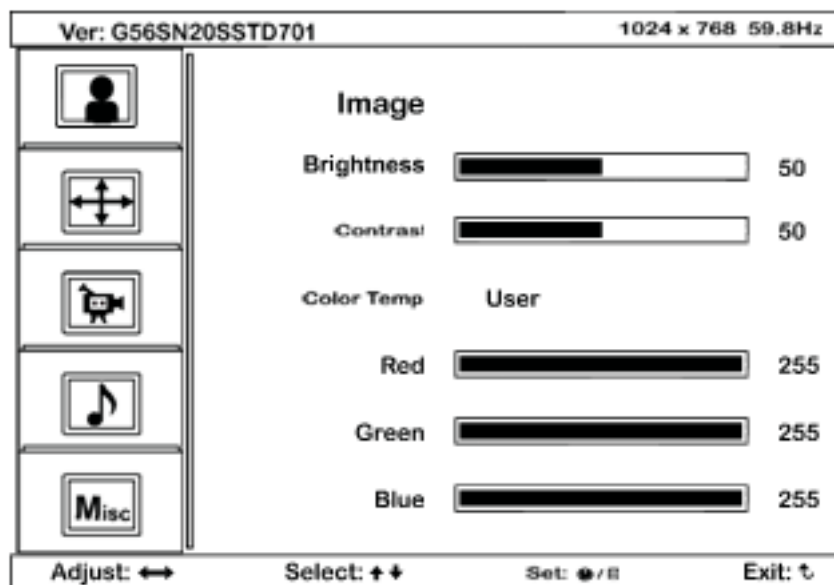 Ver: G56SN20SSTD701 1024 x 768 59.8Hz
Image
Brightness 50
Contrast 50
Color Temp User
Red 255
Green 255
Blue 255
Misc
Adjust: ↔ Select: ↑ ↓ Set: Exit: